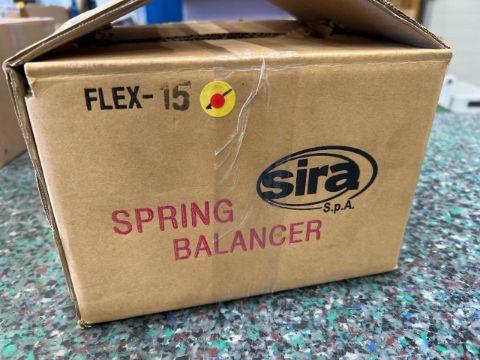 FLEX-15
sira
S.p.A.
SPRING
BALANCER